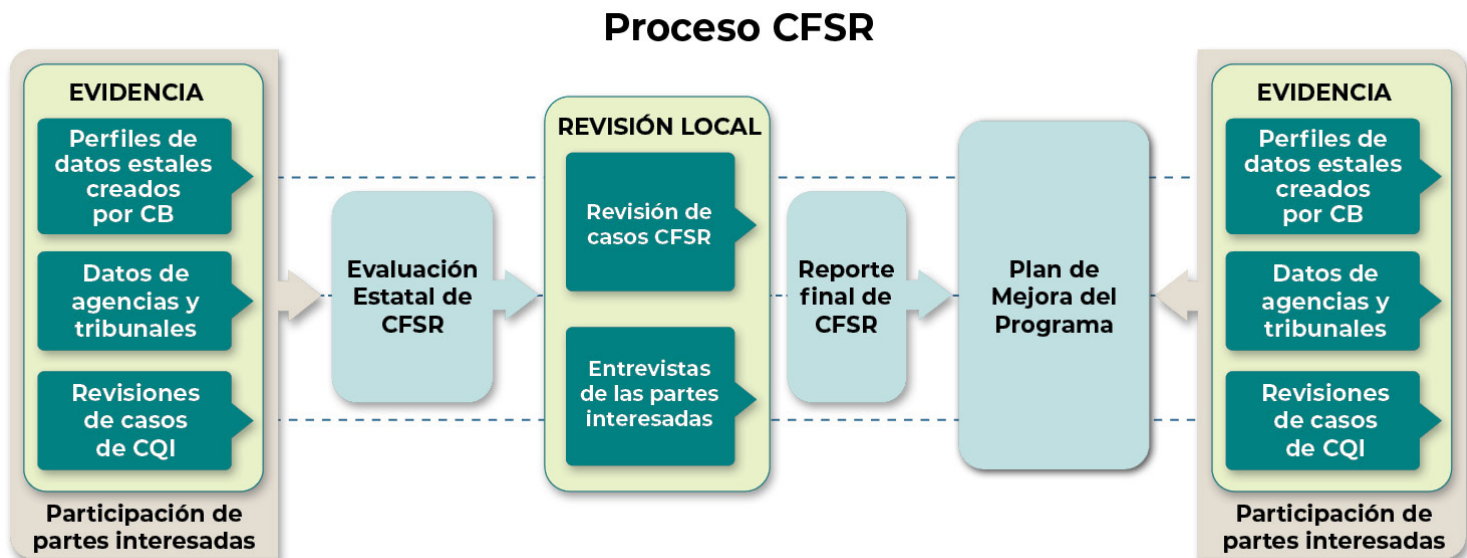 Proceso CFSR
EVIDENCIA
Perfiles de
datos estales
creados
por CB
Datos de
agencias y
tribunales
Revisiones
de casos
de CQI
Participación de
partes interesadas
Evaluación
Estatal de
CFSR
REVISIÓN LOCAL
Revisión de
casos CFSR
Entrevistas
de las partes
interesadas
Reporte
final de
CFSR
Plan de
Mejora del
Programa
EVIDENCIA
Perfiles de
datos estales
creados
por CB
Datos de
agencias y
tribunales
Revisiones
de casos
de CQI
Participación de
partes interesadas